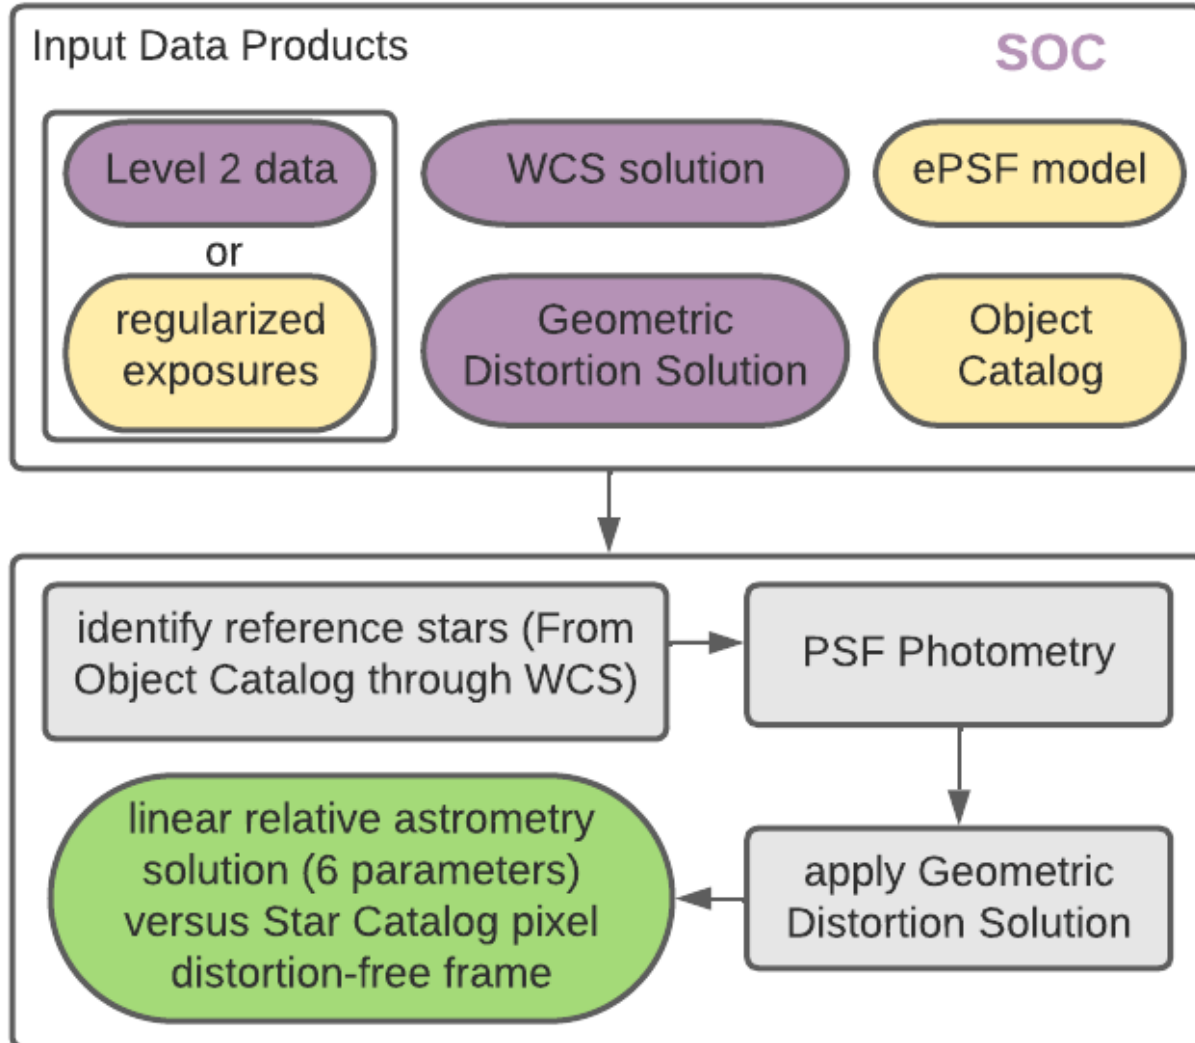 Input Data Products
SOC
Level 2 data
or
regularized
exposures
WCS solution
Geometric
Distortion Solution
ePSF model
Object
Catalog
identify reference stars (From
Object Catalog through WCS)
PSF Photometry
apply Geometric
Distortion Solution
linear relative astrometry
solution (6 parameters)
versus Star Catalog pixel
distortion-free frame